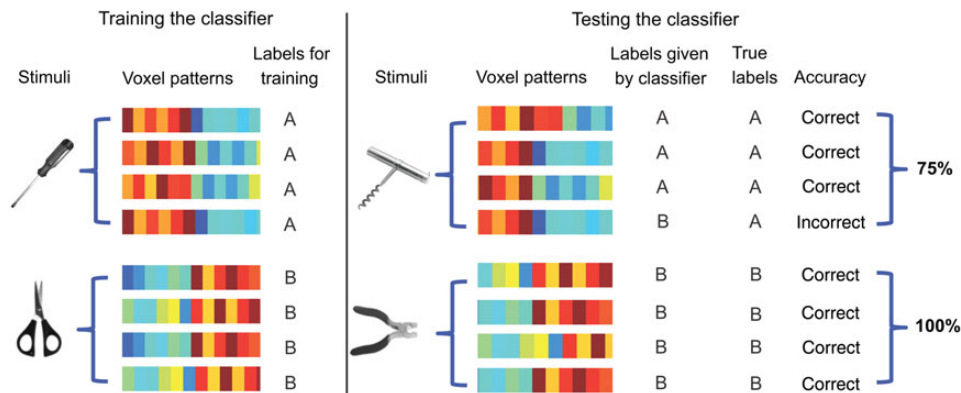 Training the classifier
Stimuli Voxel patterns Labels for training
A
A
A
A
B
B
B
B
Testing the classifier
Stimuli Voxel patterns Labels given by classifier True labels Accuracy
A A Correct
A A Correct
A A Correct
B A Incorrect
75%
B B Correct
B B Correct
B B Correct
B B Correct
100%